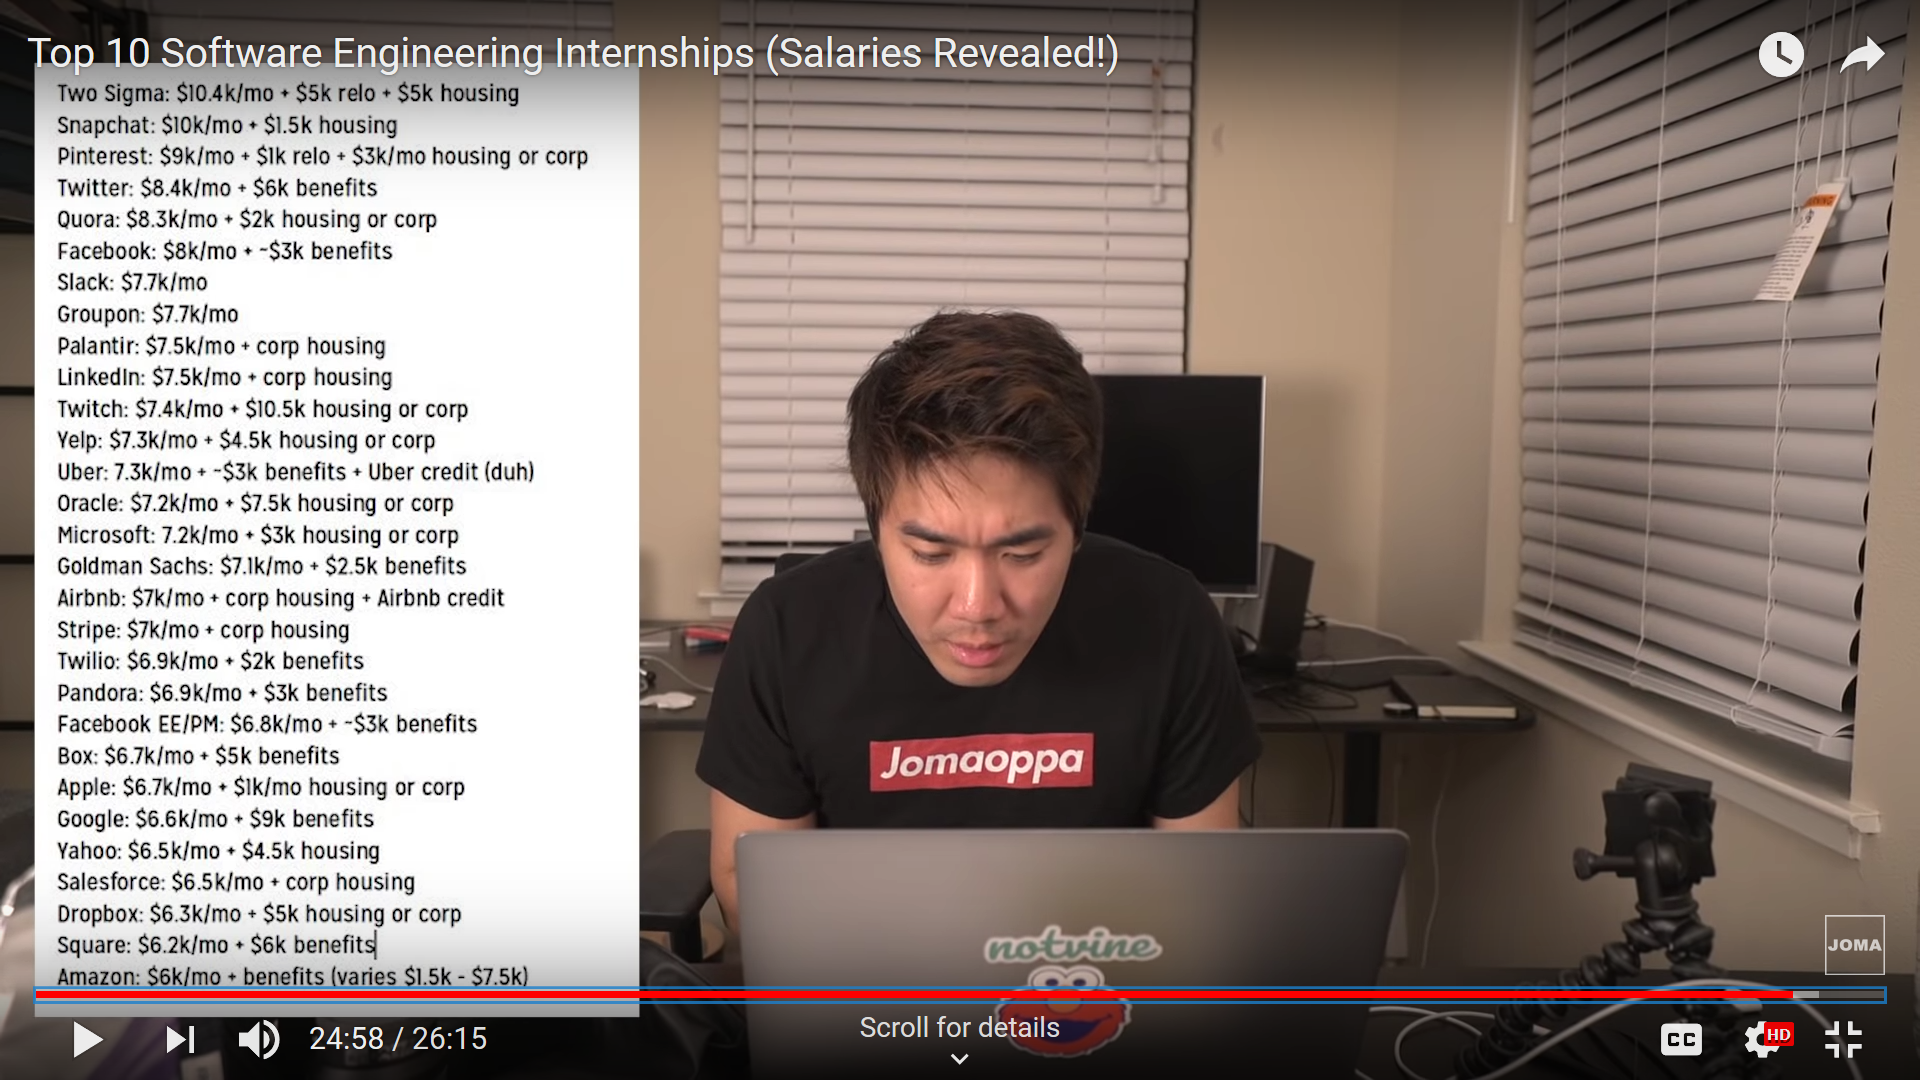 Top 10 Software Engineering Internships (Salaries Revealed!)
Two Sigma: $10.4k/mo + $5k relo + $5k housing
Snapchat: $10k/mo + $1.5k housing
Pinterest: $9k/mo + $1k relo + $3k/mo housing or corp
Twitter: $8.4k/mo + $6k benefits
Quora: $8.3k/mo + $2k housing or corp
Facebook: $8k/mo + ~$3k benefits
Slack: $7.7k/mo
Groupon: $7.7k/mo
Palantir: $7.5k/mo + corp housing
LinkedIn: $7.5k/mo + corp housing
Twitch: $7.4k/mo + $10.5k housing or corp
Yelp: $7.3k/mo + $4.5k housing or corp
Uber: 7.3k/mo + ~$3k benefits + Uber credit (duh)
Oracle: $7.2k/mo + $7.5k housing or corp
Microsoft: 7.2k/mo + $3k housing or corp
Goldman Sachs: $7.1k/mo + $2.5k benefits
Airbnb: $7k/mo + corp housing + Airbnb credit
Stripe: $7k/mo + corp housing
Twilio: $6.9k/mo + $2k benefits
Pandora: $6.9k/mo + $3k benefits
Facebook EE/PM: $6.8k/mo + ~$3k benefits
Box: $6.7k/mo + $5k benefits
Apple: $6.7k/mo + $1k/mo housing or corp
Google: $6.6k/mo + $9k benefits
Yahoo: $6.5k/mo + $4.5k housing
Salesforce: $6.5k/mo + corp housing
Dropbox: $6.3k/mo + $5k housing or corp
Square: $6.2k/mo + $6k benefits
Amazon: $6k/mo + benefits (varies $1.5k - $7.5k)
Jomaoppa
notvine
JOMA
24:58 / 26:15
Scroll for details
CC
HD